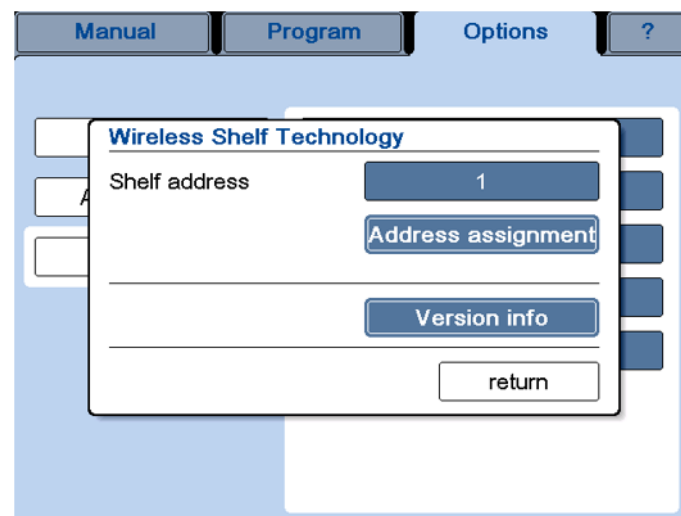 Manual
Program
Options
?
Wireless Shelf Technology
Shelf address
1
Address assignment
Version info
return